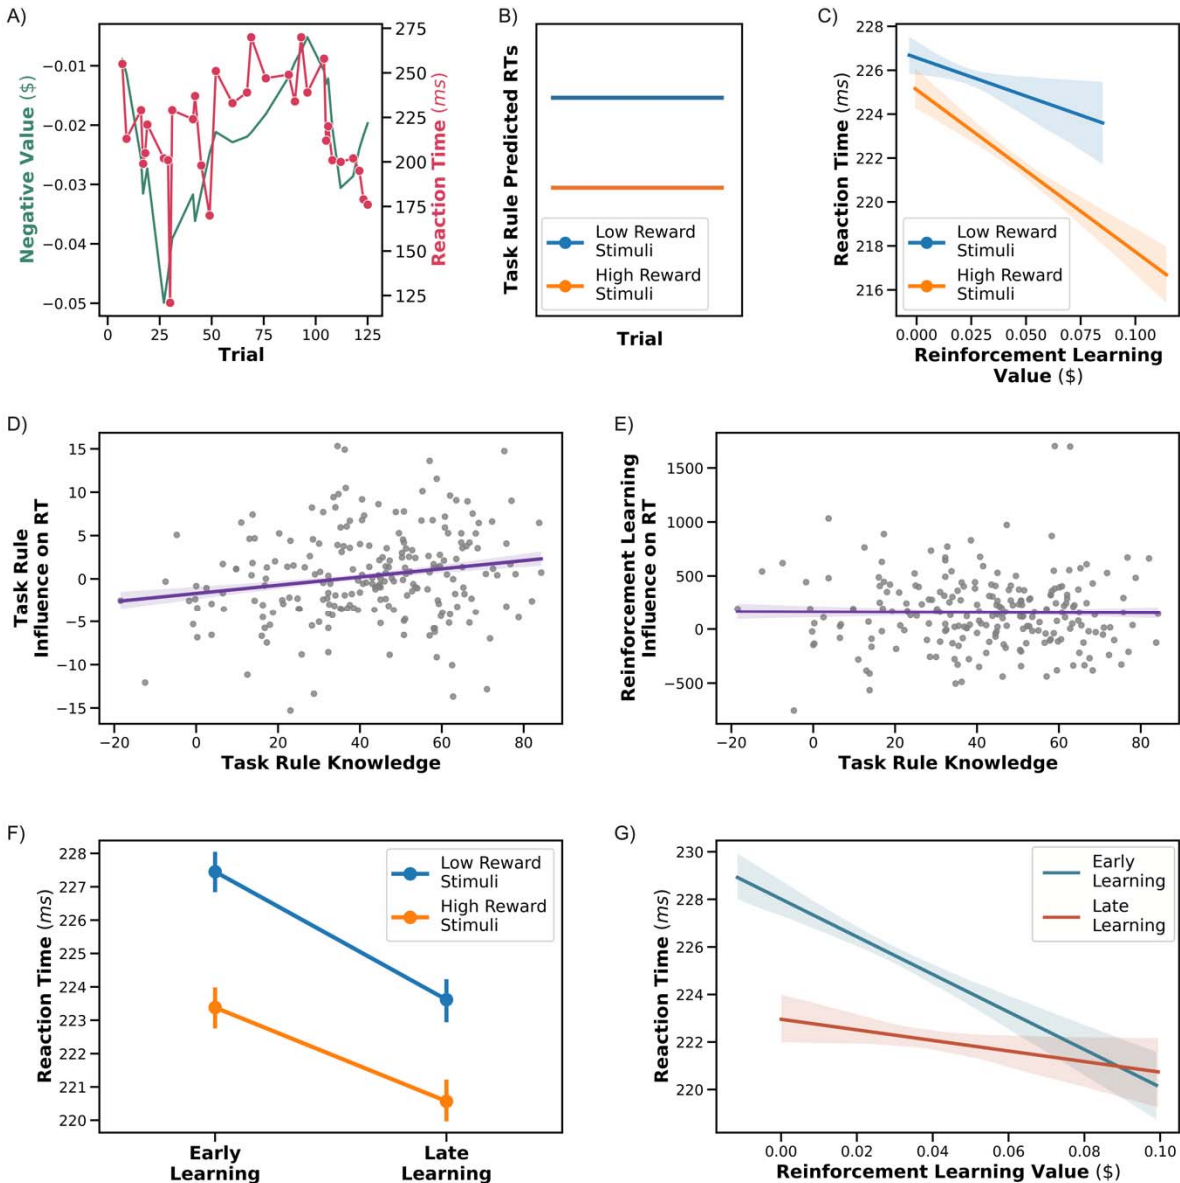 A)
Negative Value ($)
−0.01
−0.02
−0.03
−0.04
−0.05
275
250
225
200
175
150
125
Reaction Time (ms)
0
25
50
75
100
125
Trial
B)
Task Rule Predicted RTs
Low Reward
Stimuli
High Reward
Stimuli
Trial
C)
Reaction Time (ms)
228
226
224
222
220
218
216
Low Reward
Stimuli
High Reward
Stimuli
0.000
0.025
0.050
0.075
0.100
Reinforcement Learning
Value ($)
D)
Task Rule
Influence on RT
15
10
5
0
−5
−10
−15
−20
0
20
40
60
80
Task Rule Knowledge
E)
Reinforcement Learning
Influence on RT
1500
1000
500
0
−500
−20
0
20
40
60
80
Task Rule Knowledge
F)
Reaction Time (ms)
228
227
226
225
224
223
222
221
220
Low Reward
Stimuli
High Reward
Stimuli
Early
Learning
Late
Learning
G)
Reaction Time (ms)
230
228
226
224
222
220
Early
Learning
Late
Learning
0.00
0.02
0.04
0.06
0.08
0.10
Reinforcement Learning Value ($)